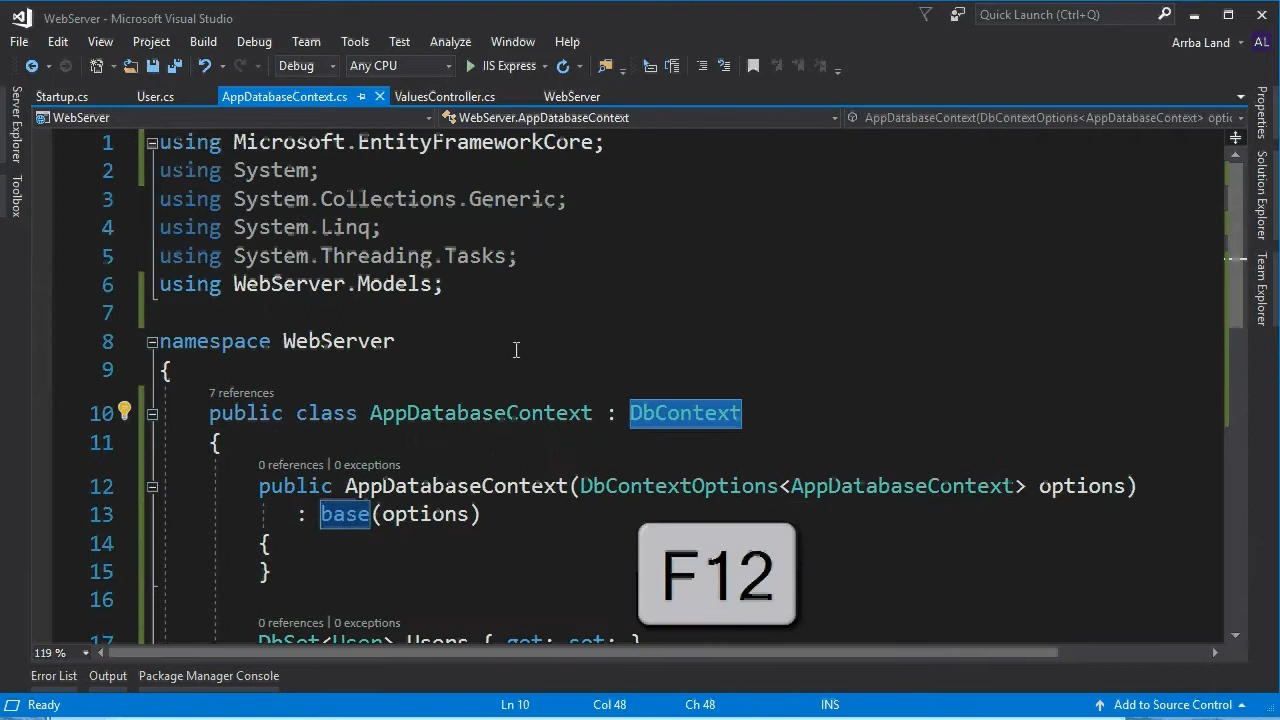 WebServer - Microsoft Visual Studio
Quick Launch (Ctrl+Q)
File Edit View Project Build Debug Team Tools Test Analyze Window Help
Arrba Land AL
Debug Any CPU IIS Express
Startup.cs User.cs AppDatabaseContext.cs ValuesController.cs WebServer
WebServer WebServer.AppDatabaseContext AppDatabaseContext(DbContextOptions<AppDatabaseContext> optic
Server Explorer
Toolbox
Properties
Solution Explorer
Team Explorer
1 using Microsoft.EntityFrameworkCore;
2 using System;
3 using System.Collections.Generic;
4 using System.Linq;
5 using System.Threading.Tasks;
6 using WebServer.Models;
7
8 namespace WebServer
9 {
7 references
10 public class AppDatabaseContext : DbContext
11 {
0 references | 0 exceptions
12 public AppDatabaseContext(DbContextOptions<AppDatabaseContext> options)
13 : base(options)
14 {
15 }
16
F12
0 references | 0 exceptions
17 DbSet<User> Users { get; set; }
119 %
Error List Output Package Manager Console
Ready Ln 10 Col 48 Ch 48 INS Add to Source Control